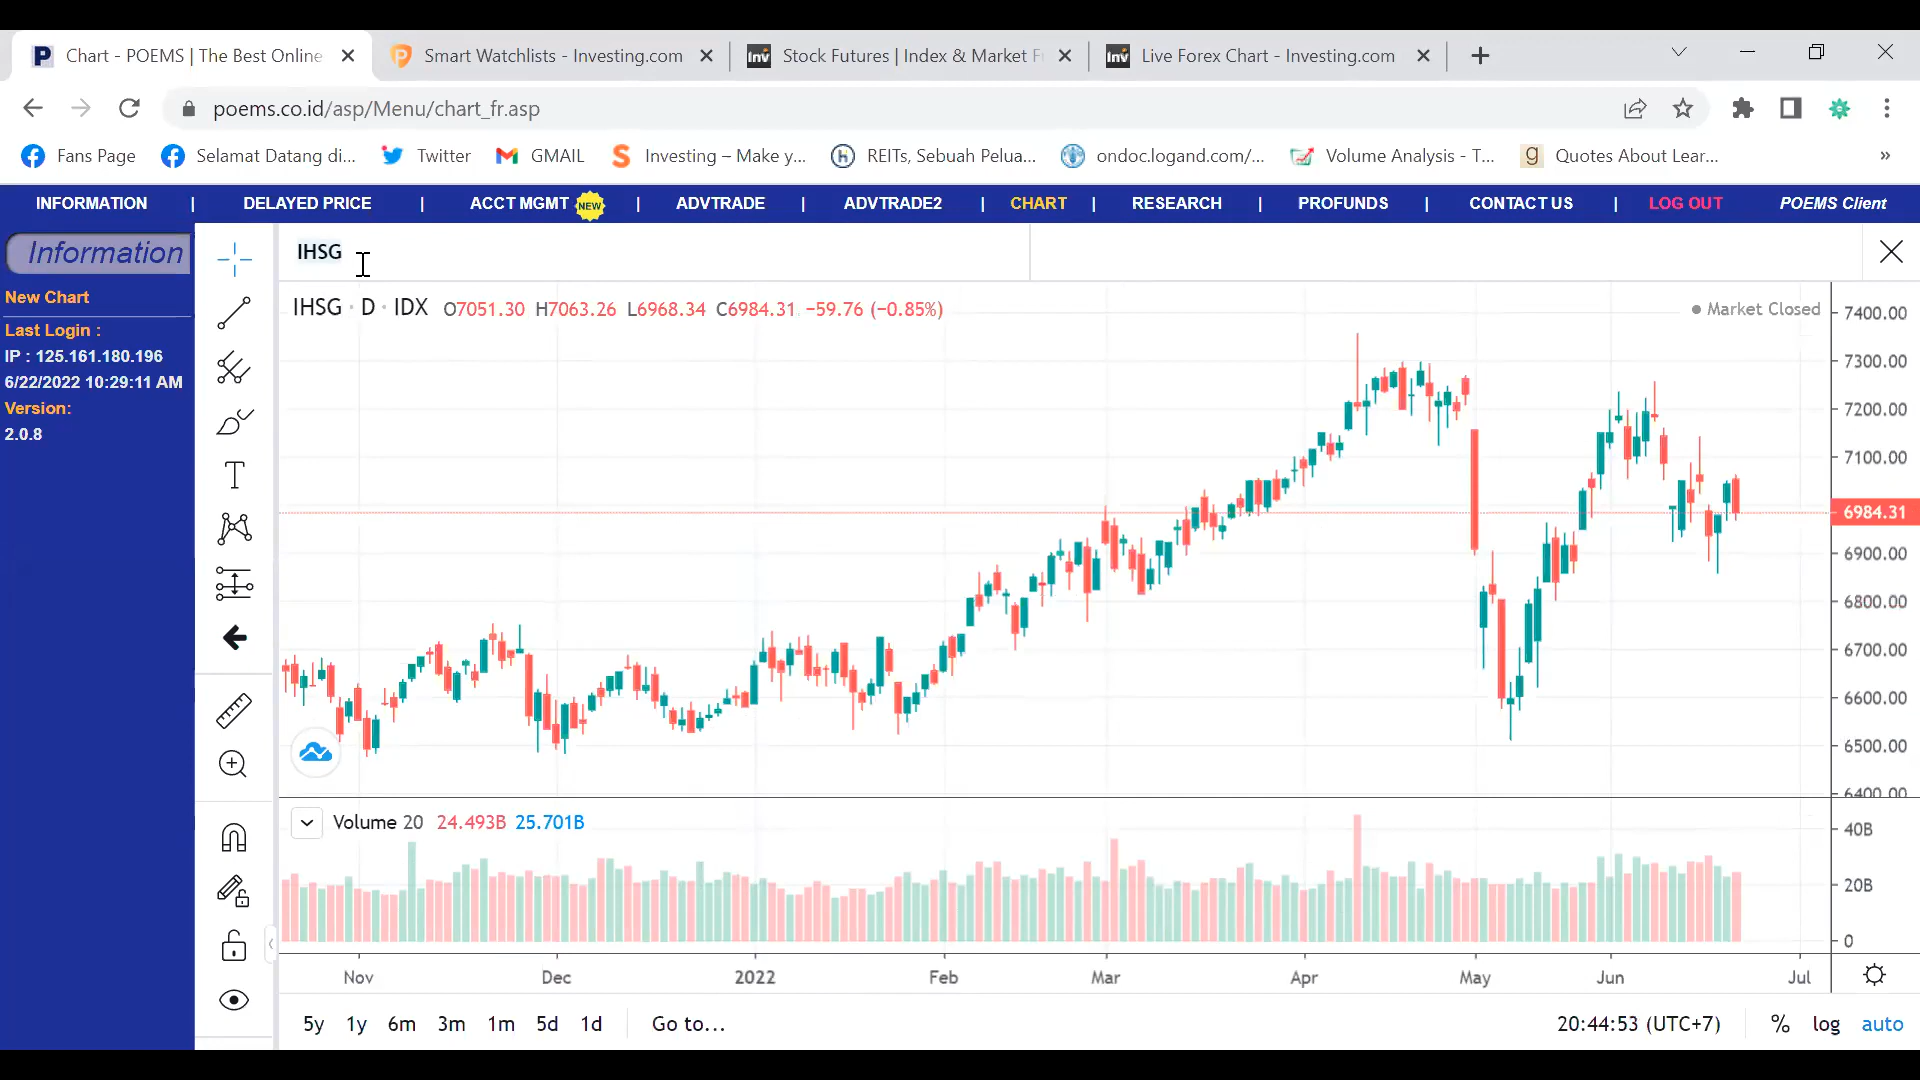 Chart - POEMS | The Best Online
Smart Watchlists - Investing.com
Stock Futures | Index & Market F
Live Forex Chart - Investing.com
poems.co.id/asp/Menu/chart_fr.asp
Fans Page
Selamat Datang di...
Twitter
GMAIL
Investing – Make y...
REITs, Sebuah Pelua...
ondoc.logand.com/...
Volume Analysis - T...
Quotes About Lear...
INFORMATION | DELAYED PRICE | ACCT MGMT NEW | ADVTRADE | ADVTRADE2 | CHART | RESEARCH | PROFUNDS | CONTACT US | LOG OUT POEMS Client
Information
New Chart
Last Login :
IP : 125.161.180.196
6/22/2022 10:29:11 AM
Version:
2.0.8
IHSG
IHSG · D · IDX O7051.30 H7063.26 L6968.34 C6984.31 −59.76 (−0.85%)
Market Closed
7400.00
7300.00
7200.00
7100.00
6984.31
6900.00
6800.00
6700.00
6600.00
6500.00
6400.00
Volume 20 24.493B 25.701B
40B
20B
0
Nov Dec 2022 Feb Mar Apr May Jun Jul
5y 1y 6m 3m 1m 5d 1d Go to...
20:44:53 (UTC+7) % log auto